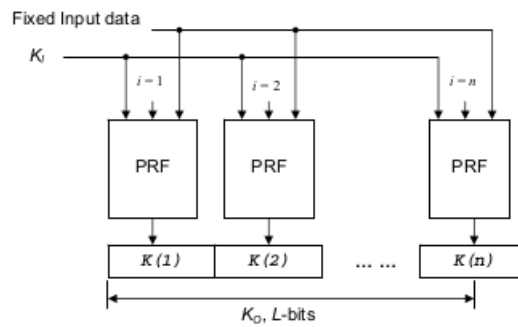 Fixed Input data
K_I
i = 1
i = 2
i = n
PRF
PRF
PRF
K(1)
K(2)
... ...
K(n)
K_O, L-bits